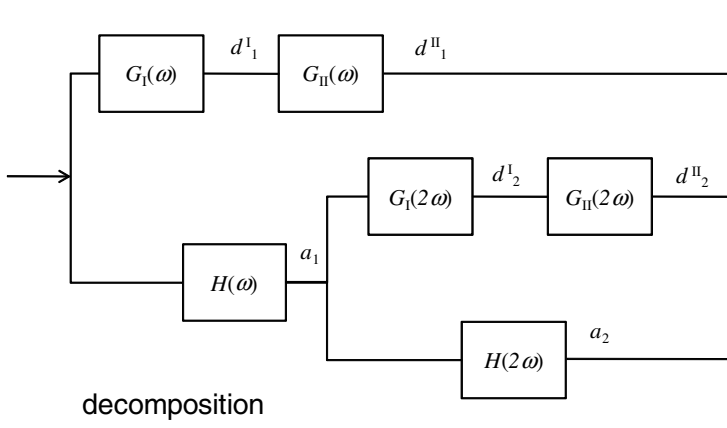 d^I_1
d^II_1
G_I(ω)
G_II(ω)
G_I(2ω)
d^I_2
G_II(2ω)
d^II_2
H(ω)
a_1
H(2ω)
a_2
decomposition